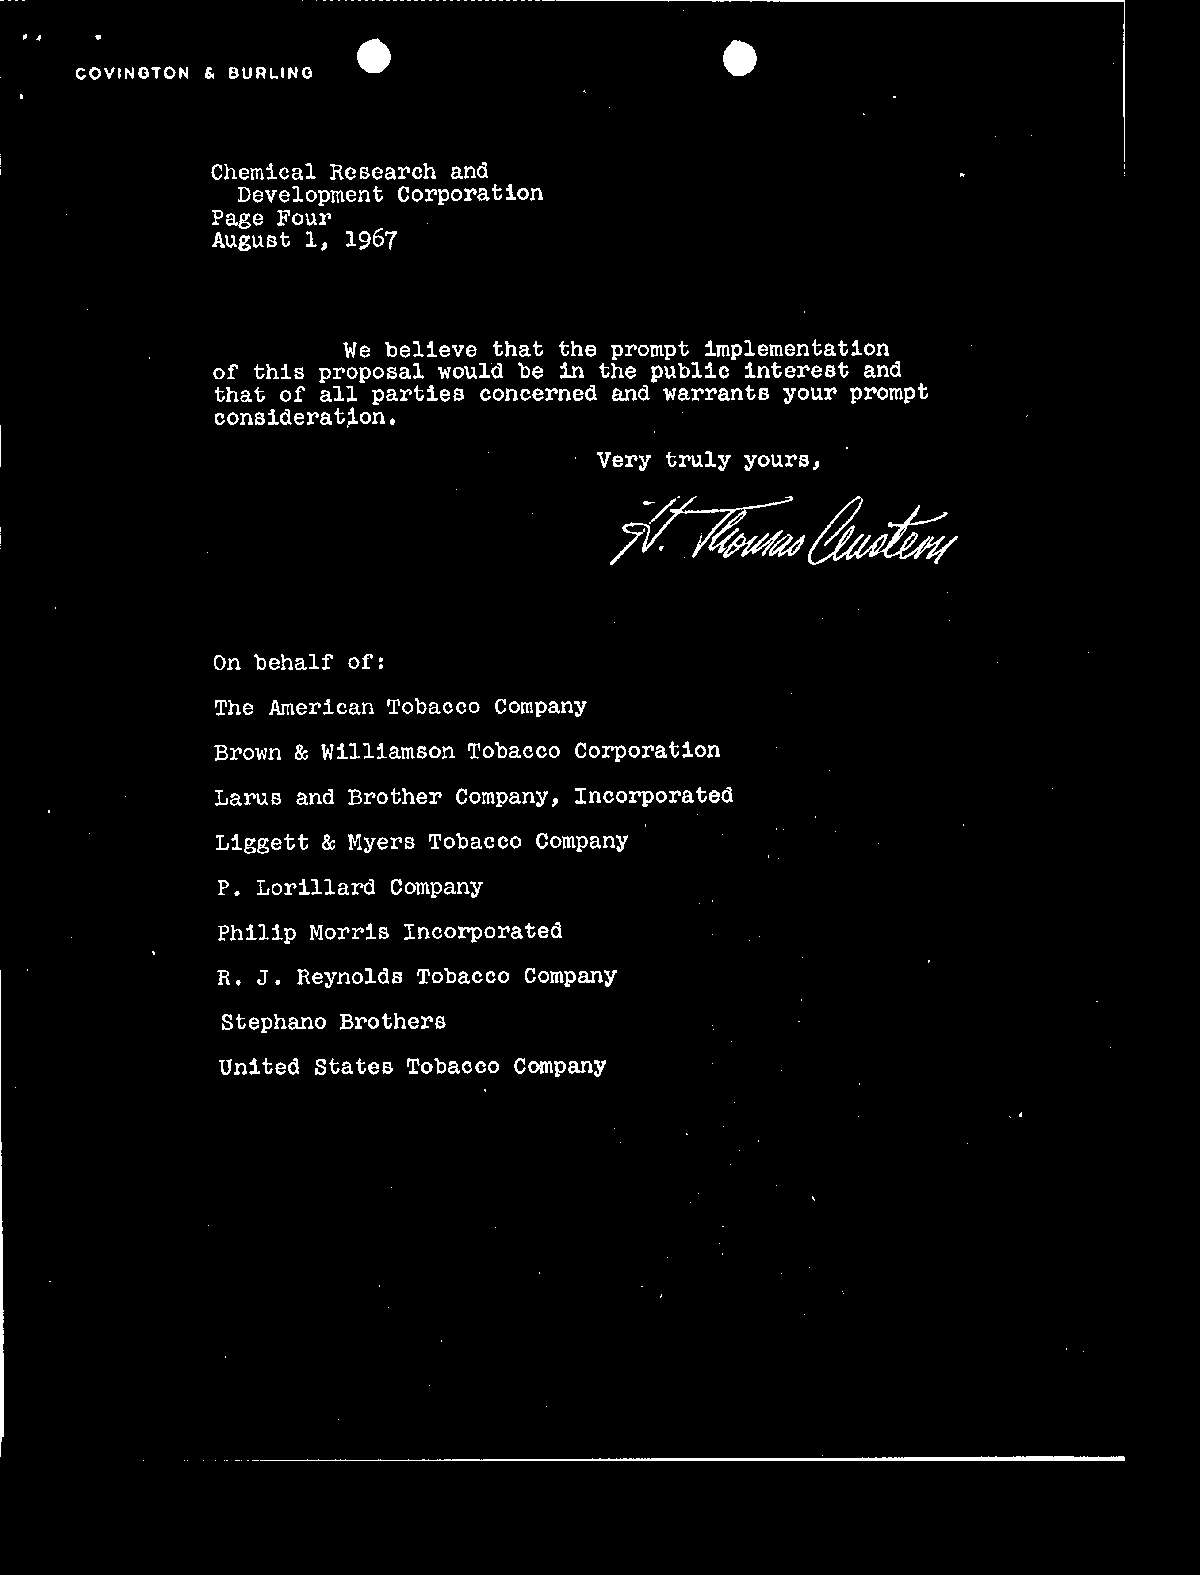 COVINGTON & BURLING
Chemical Research and
Development Corporation
Page Four
August 1, 1967
We believe that the prompt implementation
of this proposal would be in the public interest and
that of all parties concerned and warrants your prompt
consideration.
Very truly yours,
H. Thomas Austern
On behalf of:
The American Tobacco Company
Brown & Williamson Tobacco Corporation
Larus and Brother Company, Incorporated
Liggett & Myers Tobacco Company
P. Lorillard Company
Philip Morris Incorporated
R. J. Reynolds Tobacco Company
Stephano Brothers
United States Tobacco Company